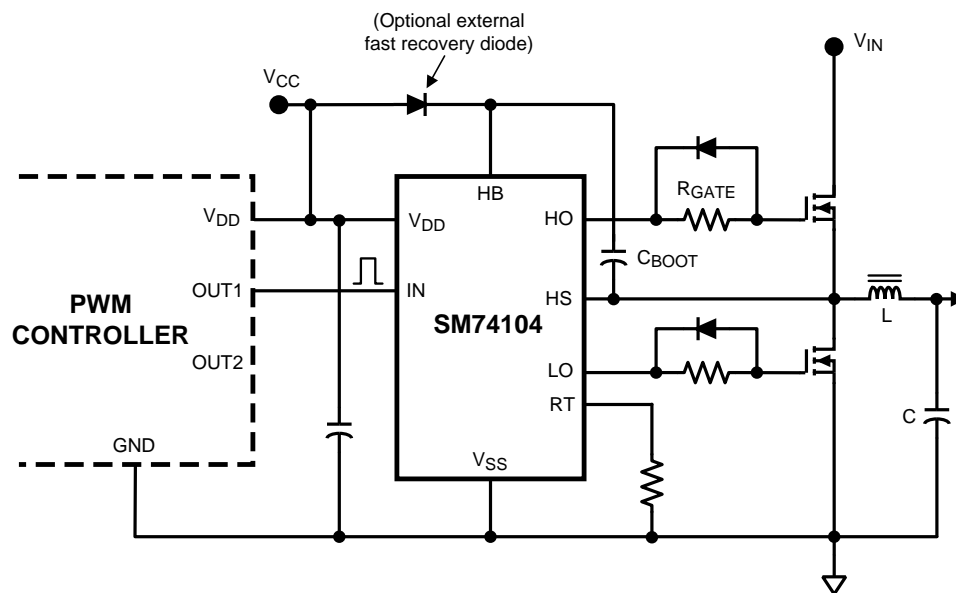 (Optional external
fast recovery diode)
VIN
VCC
HB
RGATE
VDD
VDD
HO
CBOOT
OUT1
IN
HS
PWM
CONTROLLER
SM74104
L
OUT2
LO
RT
C
GND
VSS